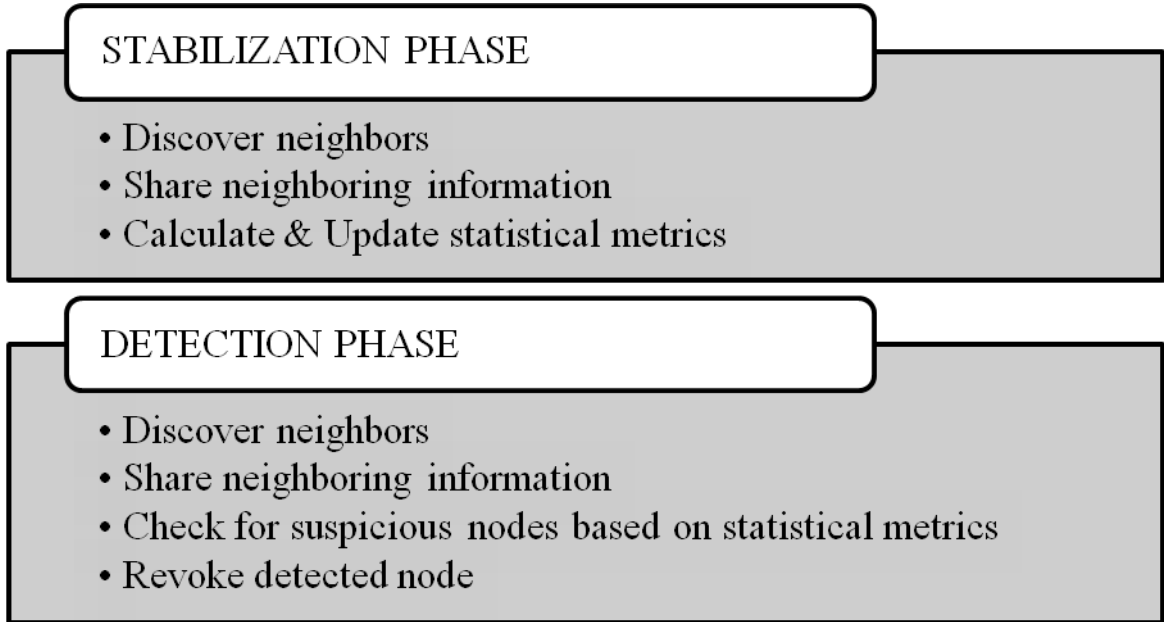 STABILIZATION PHASE
• Discover neighbors
• Share neighboring information
• Calculate & Update statistical metrics
DETECTION PHASE
• Discover neighbors
• Share neighboring information
• Check for suspicious nodes based on statistical metrics
• Revoke detected node